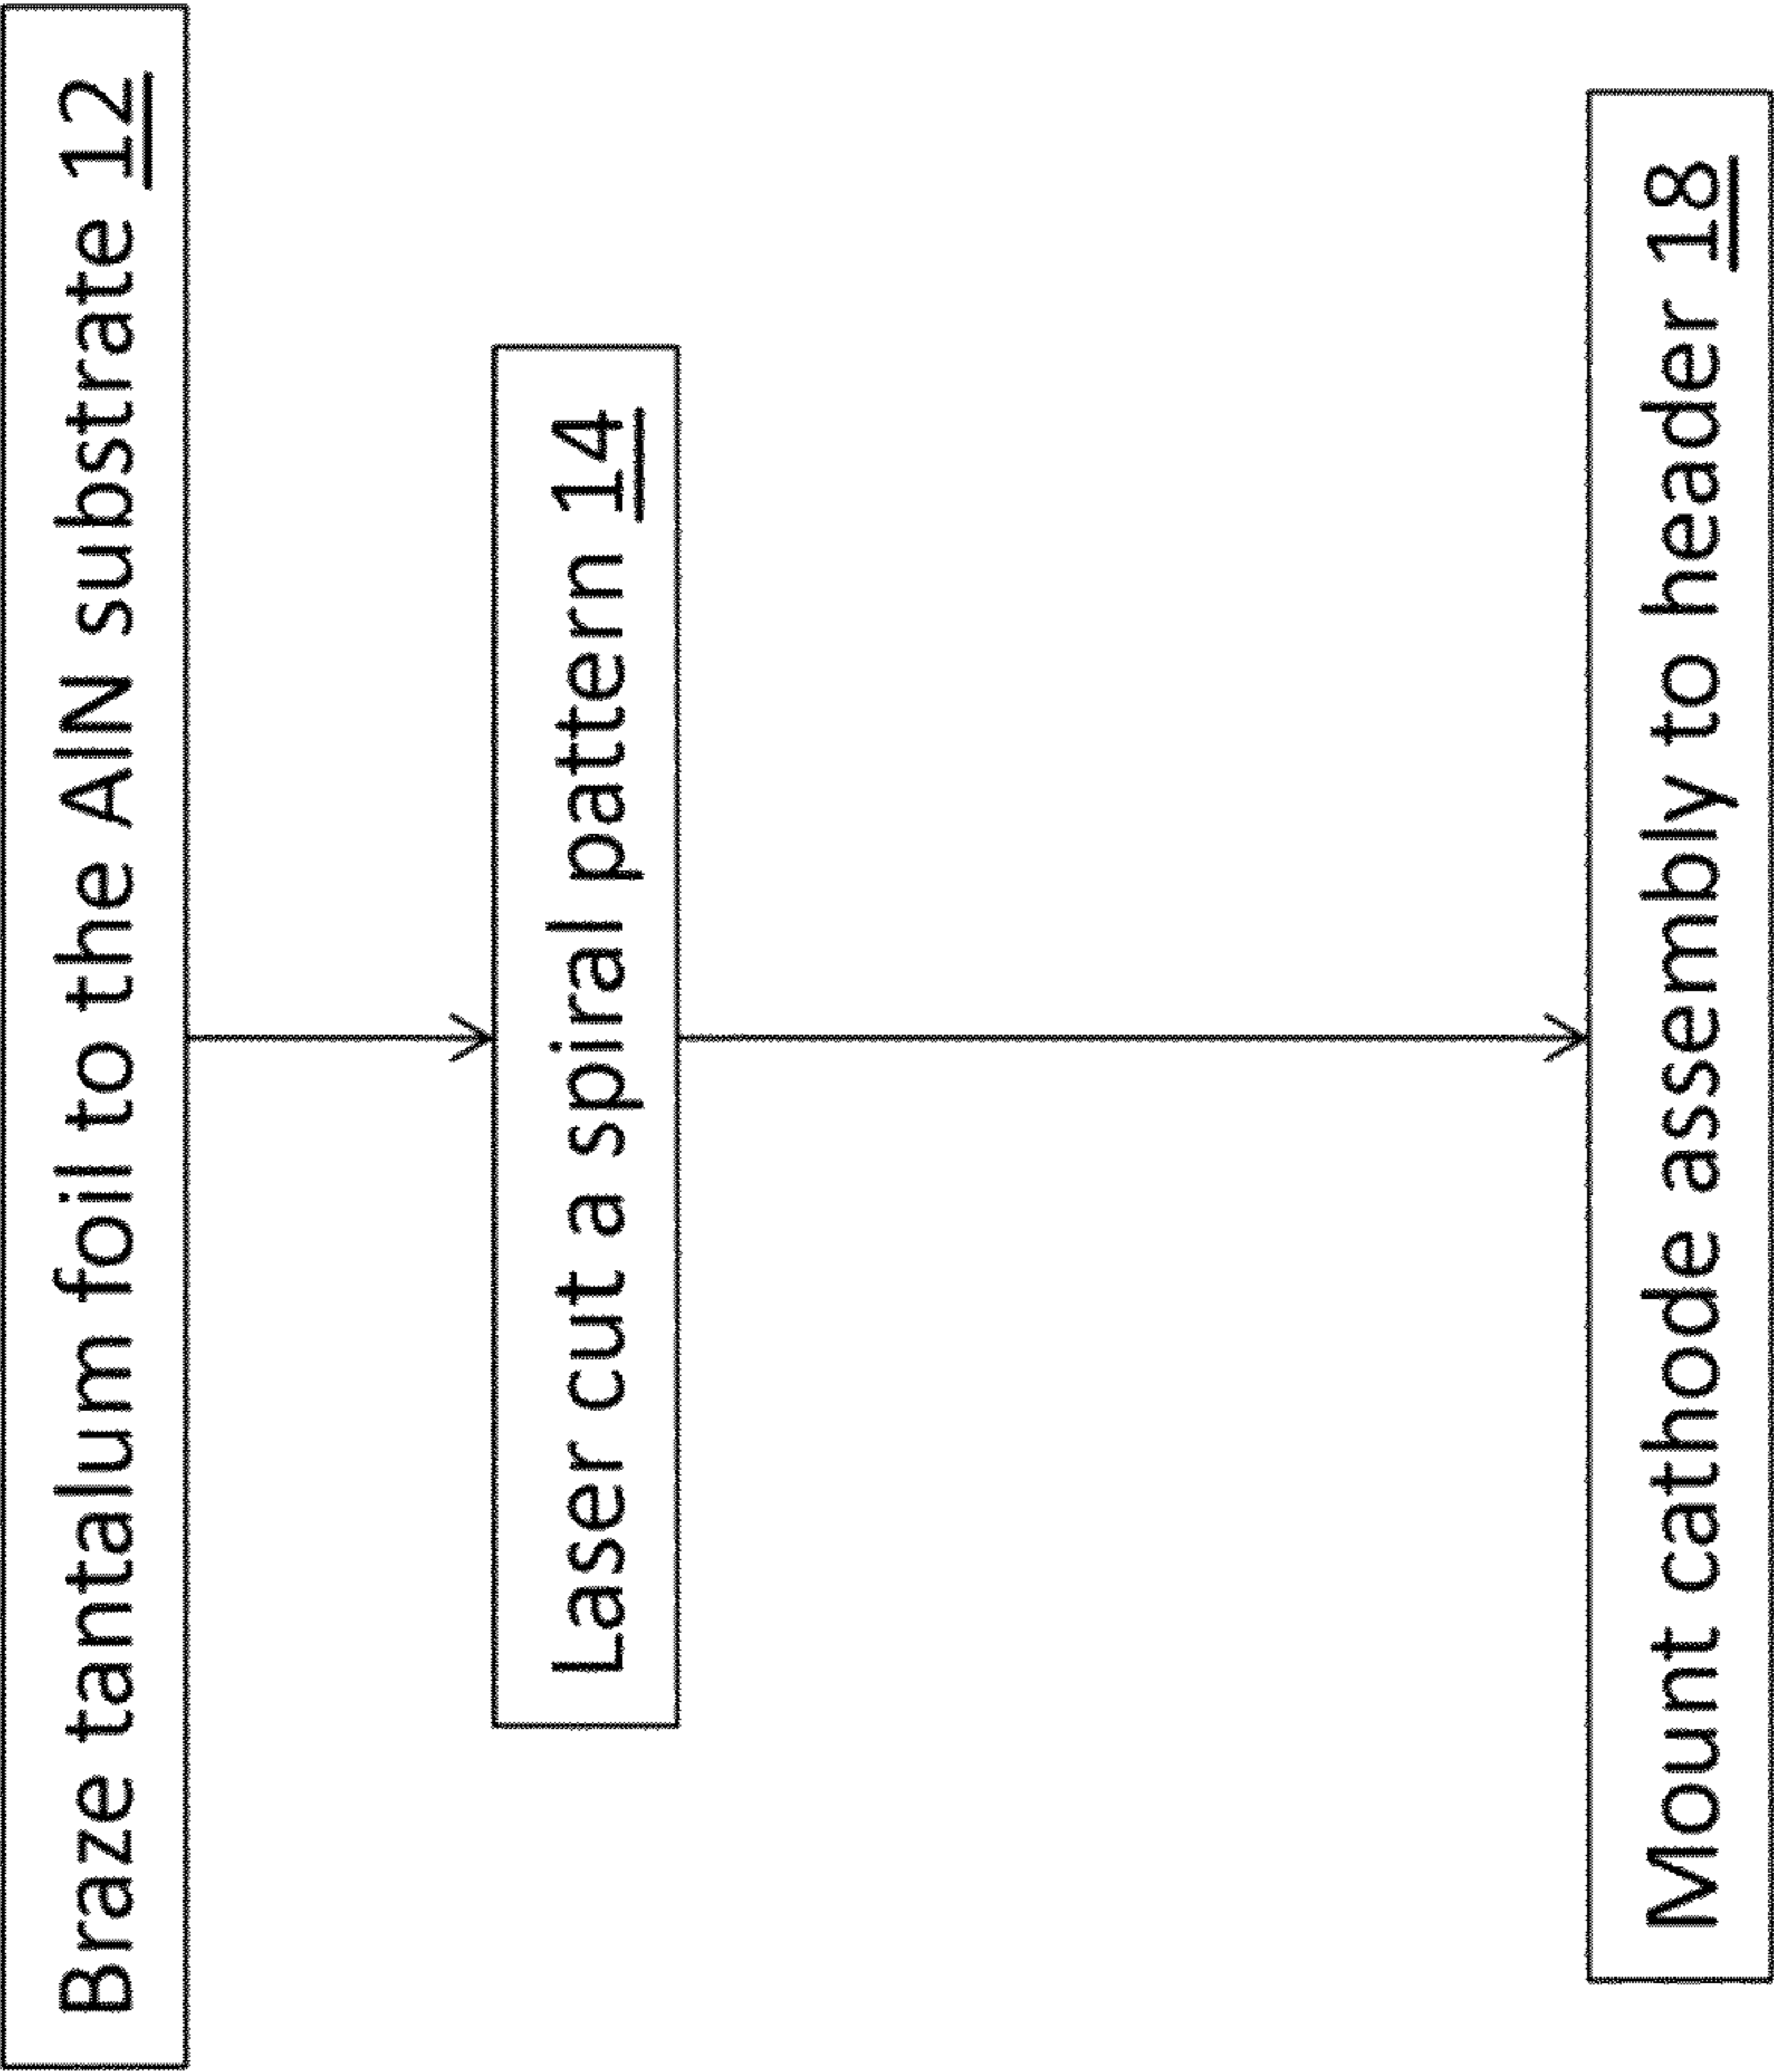 Braze tantalum foil to the AlN substrate 12
Laser cut a spiral pattern 14
Mount cathode assembly to header 18